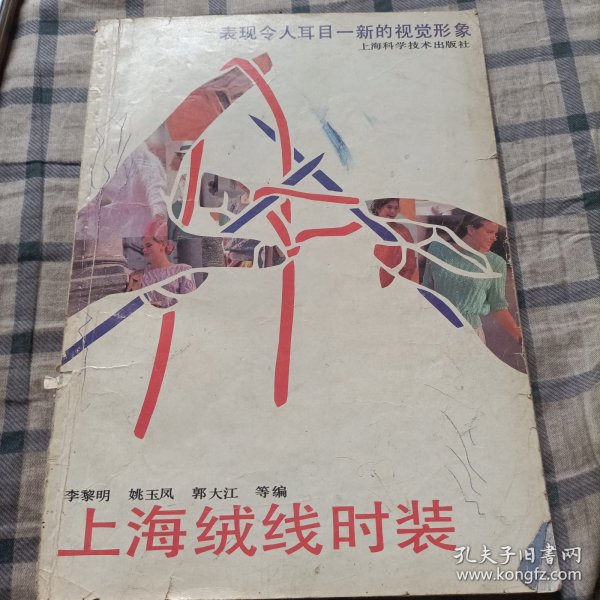 表现令人耳目一新的视觉形象
上海科学技术出版社
李黎明 姚玉凤 郭大江 等编
上海绒线时装
孔夫子旧书网
www.kongfz.com